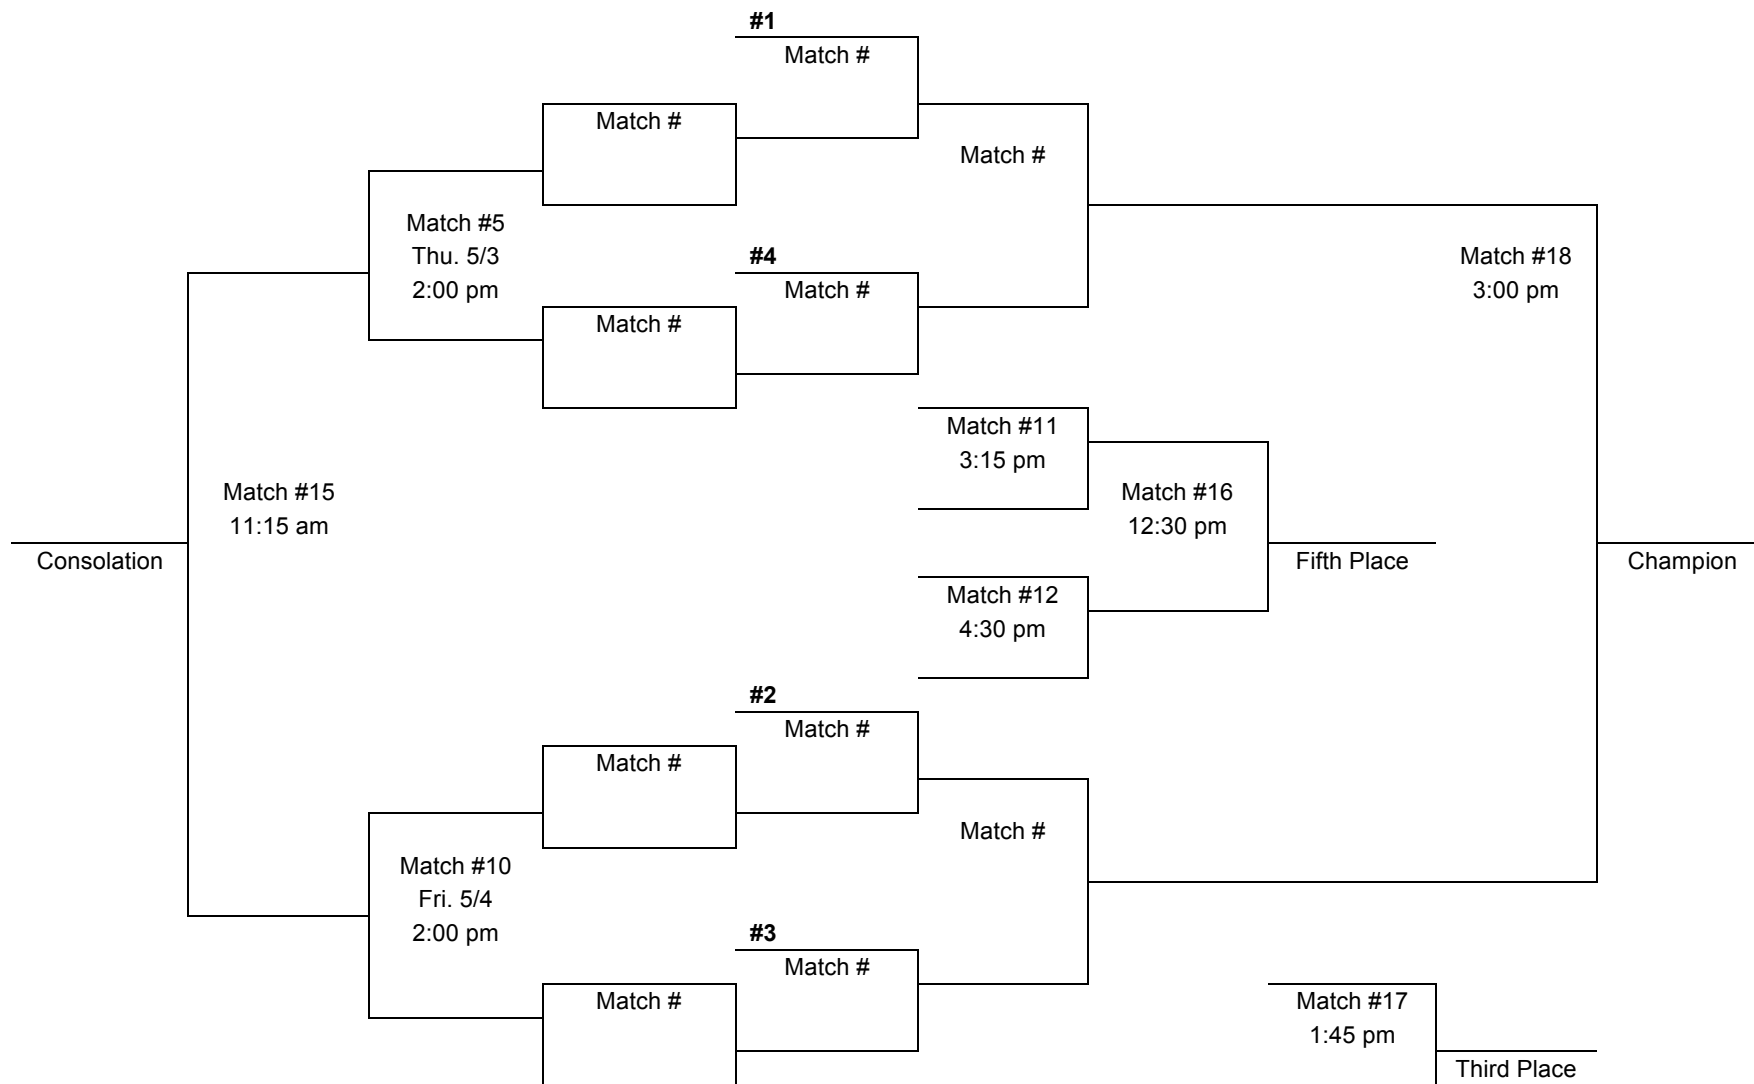 #1
Match #
Match #
Match #
Match #5
Thu. 5/3
2:00 pm
#4
Match #
Match #18
3:00 pm
Match #
Match #11
3:15 pm
Match #15
11:15 am
Match #16
12:30 pm
Consolation
Fifth Place
Champion
Match #12
4:30 pm
#2
Match #
Match #
Match #
Match #10
Fri. 5/4
2:00 pm
#3
Match #
Match #
Match #17
1:45 pm
Third Place